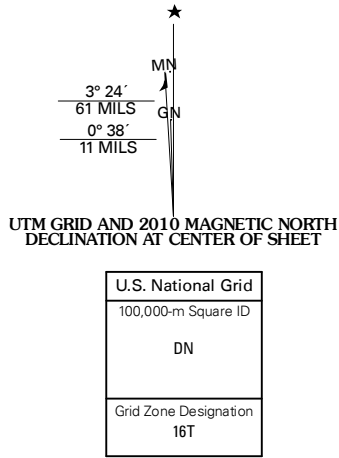 MN
3° 24´
61 MILS
GN
0° 38´
11 MILS
UTM GRID AND 2010 MAGNETIC NORTH
DECLINATION AT CENTER OF SHEET
U.S. National Grid
100,000-m Square ID
DN
Grid Zone Designation
16T